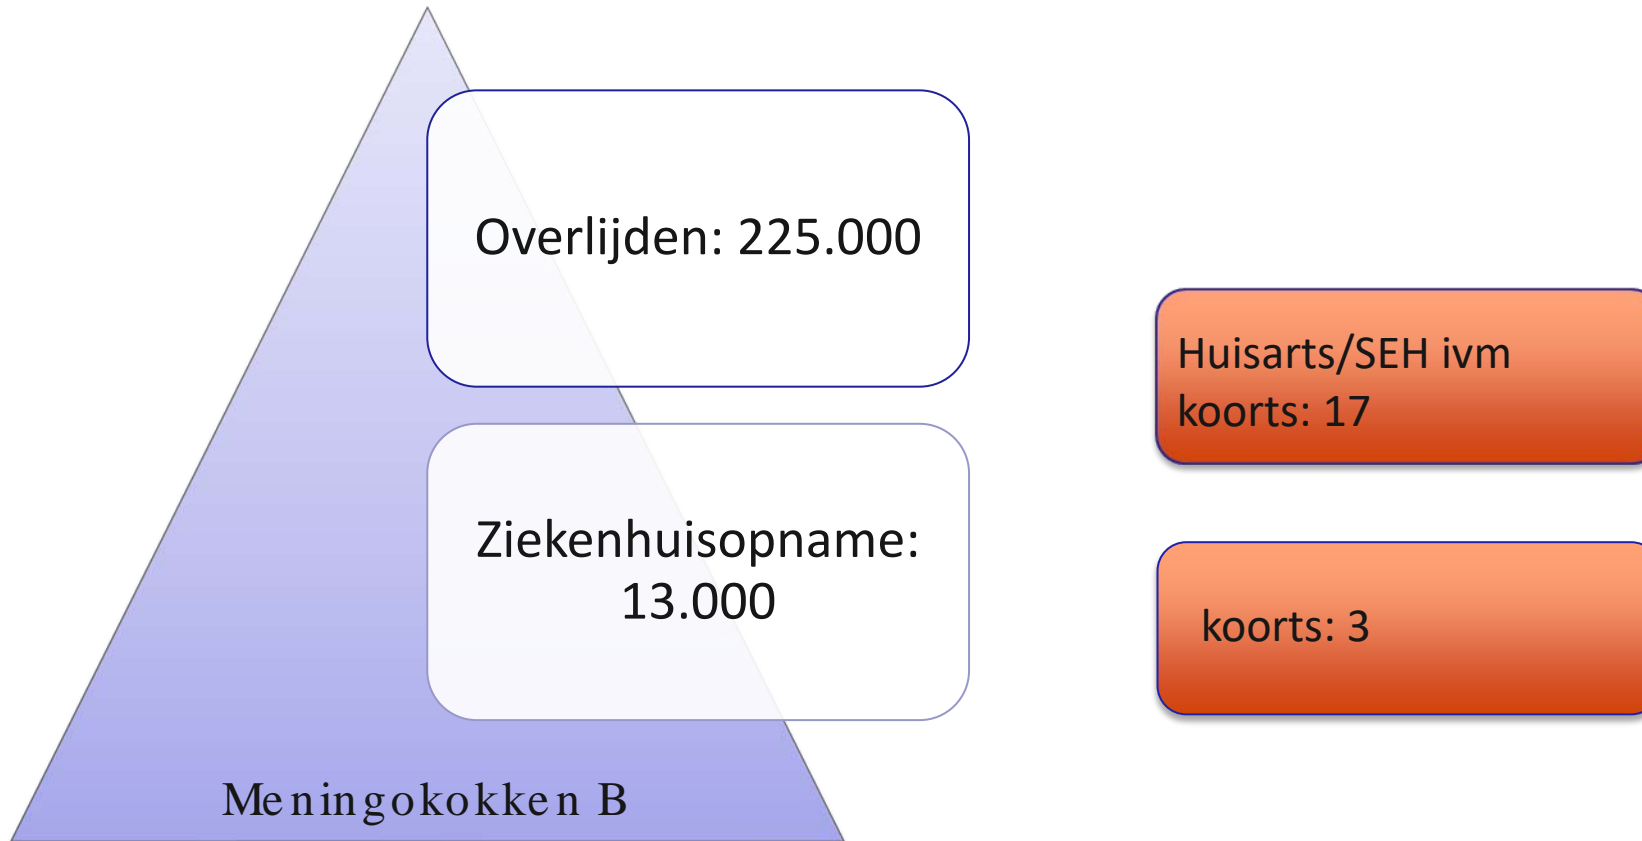 Overlijden: 225.000
Ziekenhuisopname:
13.000
Meningokokken B
Huisarts/SEH ivm
koorts: 17
koorts: 3